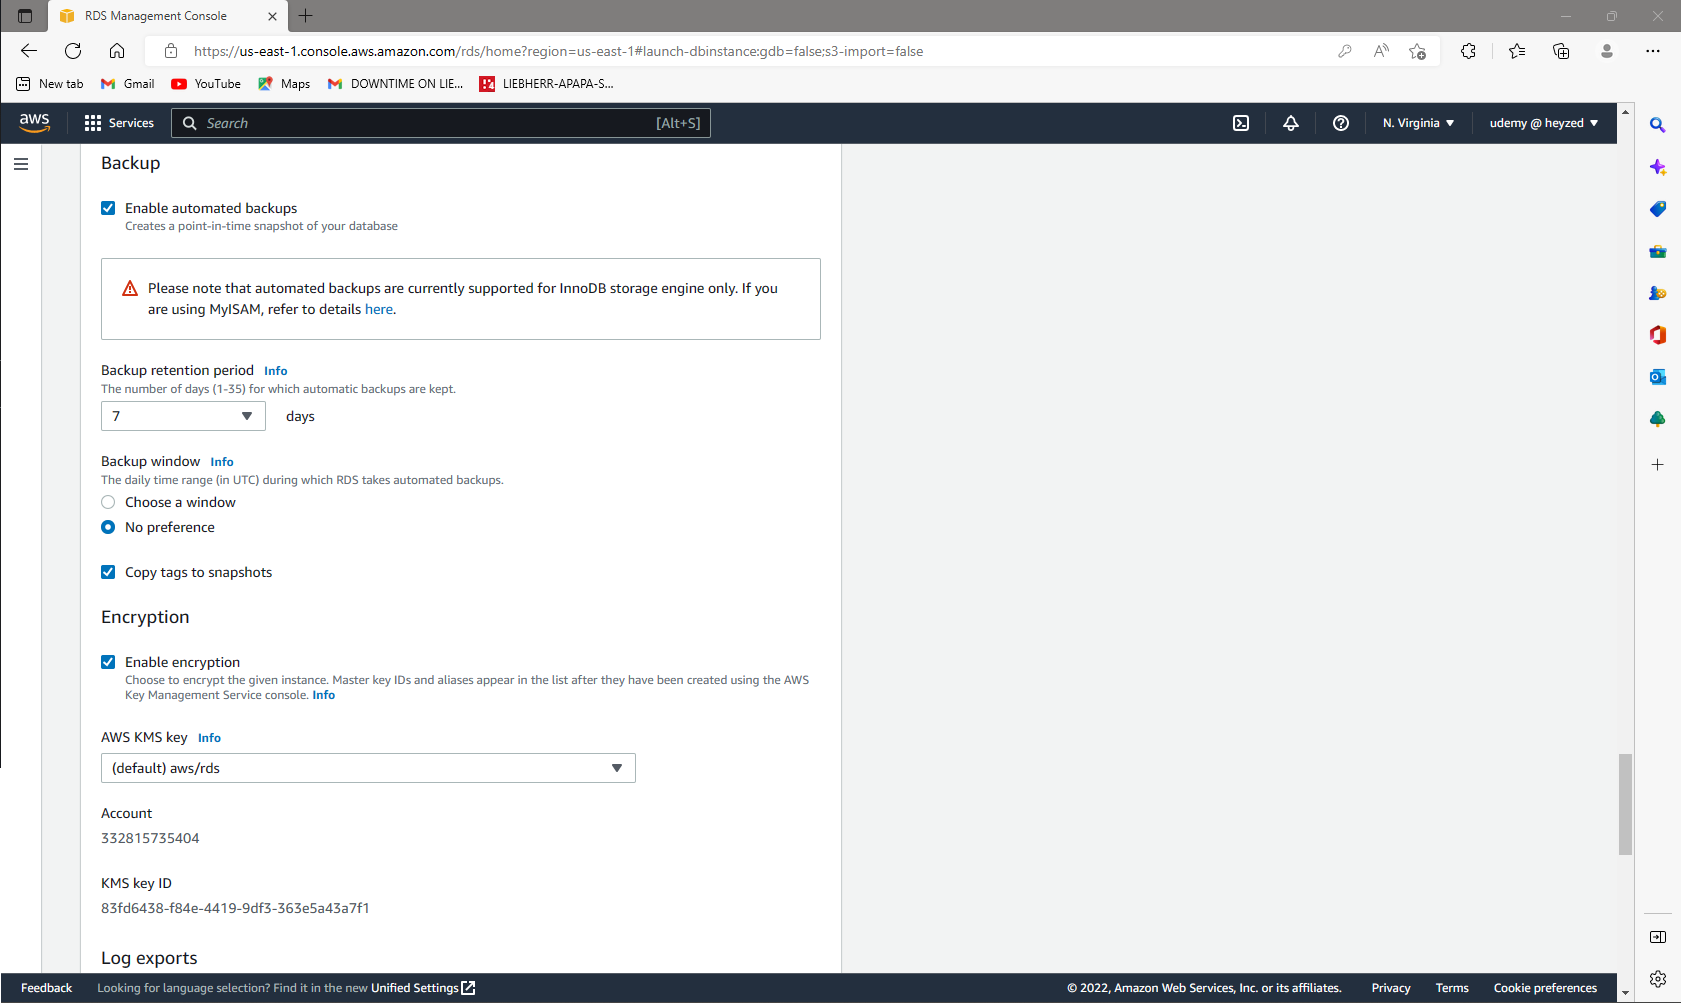 RDS Management Console
https://us-east-1.console.aws.amazon.com/rds/home?region=us-east-1#launch-dbinstance:gdb=false;s3-import=false
New tab
Gmail
YouTube
Maps
DOWNTIME ON LIE...
LIEBHERR-APAPA-S...
aws
Services
Search
[Alt+S]
N. Virginia
udemy @ heyzed
Backup
Enable automated backups
Creates a point-in-time snapshot of your database
Please note that automated backups are currently supported for InnoDB storage engine only. If you
are using MyISAM, refer to details here.
Backup retention period Info
The number of days (1-35) for which automatic backups are kept.
7
days
Backup window Info
The daily time range (in UTC) during which RDS takes automated backups.
Choose a window
No preference
Copy tags to snapshots
Encryption
Enable encryption
Choose to encrypt the given instance. Master key IDs and aliases appear in the list after they have been created using the AWS
Key Management Service console. Info
AWS KMS key Info
(default) aws/rds
Account
332815735404
KMS key ID
83fd6438-f84e-4419-9df3-363e5a43a7f1
Log exports
Feedback
Looking for language selection? Find it in the new Unified Settings
© 2022, Amazon Web Services, Inc. or its affiliates.
Privacy
Terms
Cookie preferences